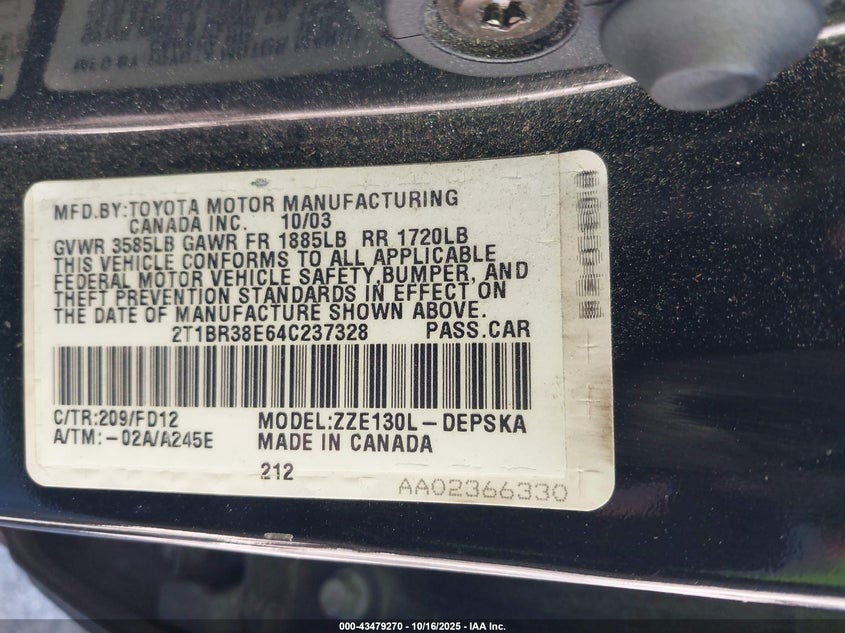 MFD.BY:TOYOTA MOTOR MANUFACTURING
CANADA INC. 10/03
GVWR 3585LB GAWR FR 1885LB RR 1720LB
THIS VEHICLE CONFORMS TO ALL APPLICABLE
FEDERAL MOTOR VEHICLE SAFETY,BUMPER, AND
THEFT PREVENTION STANDARDS IN EFFECT ON
THE DATE OF MANUFACTURE SHOWN ABOVE.
2T1BR38E64C237328 PASS.CAR
C/TR:209/FD12 MODEL:ZZE130L-DEPSKA
A/TM:-02A/A245E MADE IN CANADA
212
AA02366330
000-43479270 | 10/16/2025 - IAA Inc.